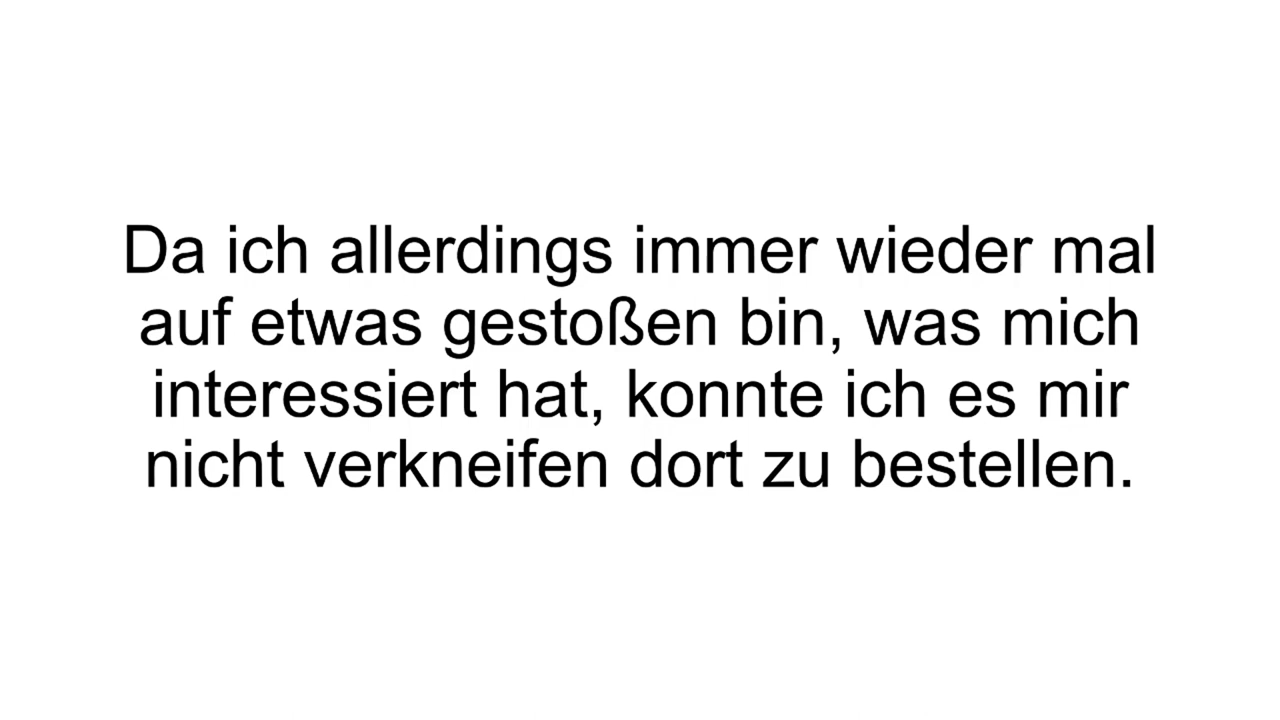 Da ich allerdings immer wieder mal
auf etwas gestoßen bin, was mich
interessiert hat, konnte ich es mir
nicht verkneifen dort zu bestellen.